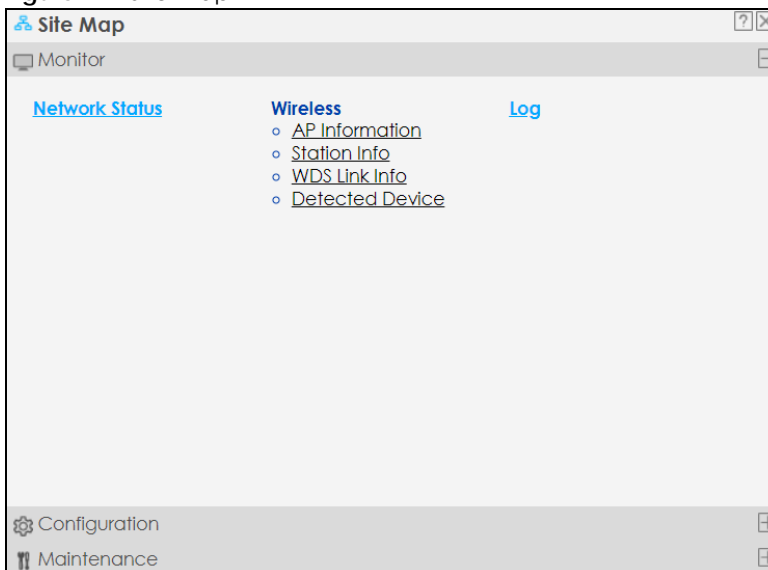 Site Map
Monitor
Network Status
Wireless
AP Information
Station Info
WDS Link Info
Detected Device
Log
Configuration
Maintenance